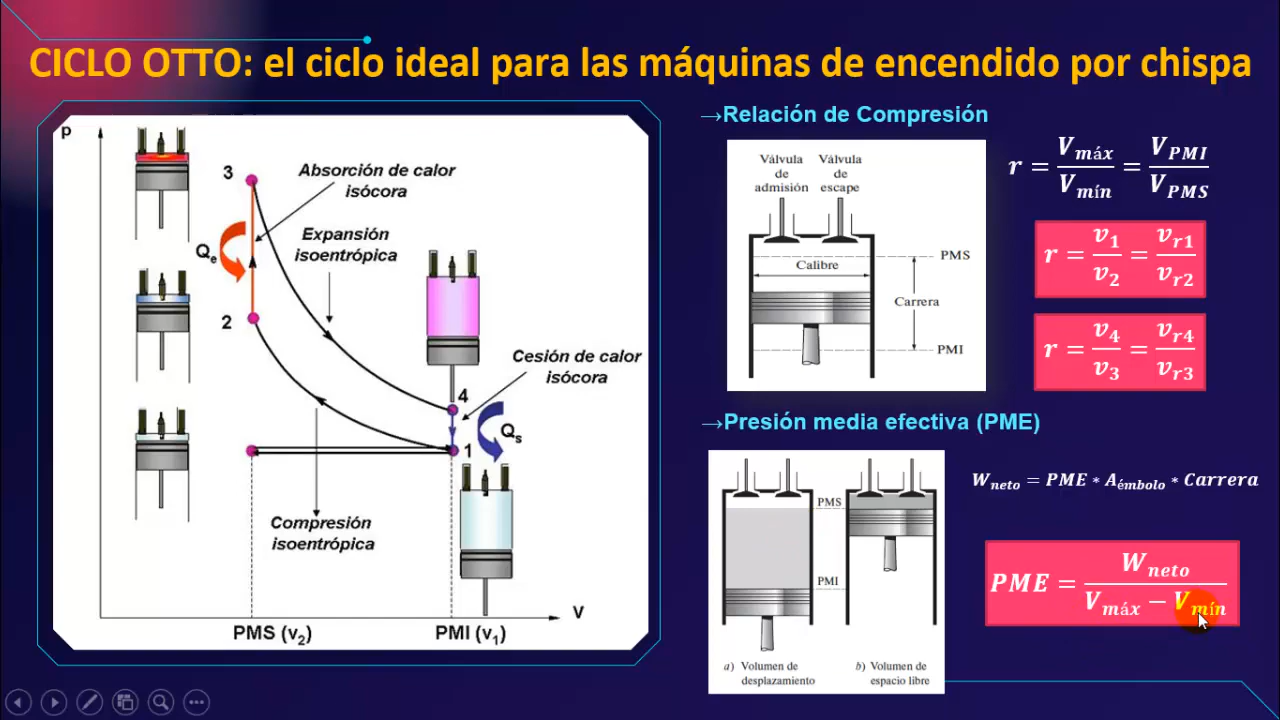 CICLO OTTO: el ciclo ideal para las máquinas de encendido por chispa
p
3
Absorción de calor
isócora
Expansión
isoentrópica
Qe
2
Cesión de calor
isócora
4
Qs
1
Compresión
isoentrópica
V
PMS (v2)
PMI (v1)
→Relación de Compresión
Válvula de admisión
Válvula de escape
PMS
Calibre
Carrera
PMI
r = Vmáx / Vmín = VPMI / VPMS
r = v1 / v2 = vr1 / vr2
r = v4 / v3 = vr4 / vr3
→Presión media efectiva (PME)
PMS
PMI
a) Volumen de desplazamiento
b) Volumen de espacio libre
Wneto = PME * Aémbolo * Carrera
PME = Wneto / Vmáx − Vmín